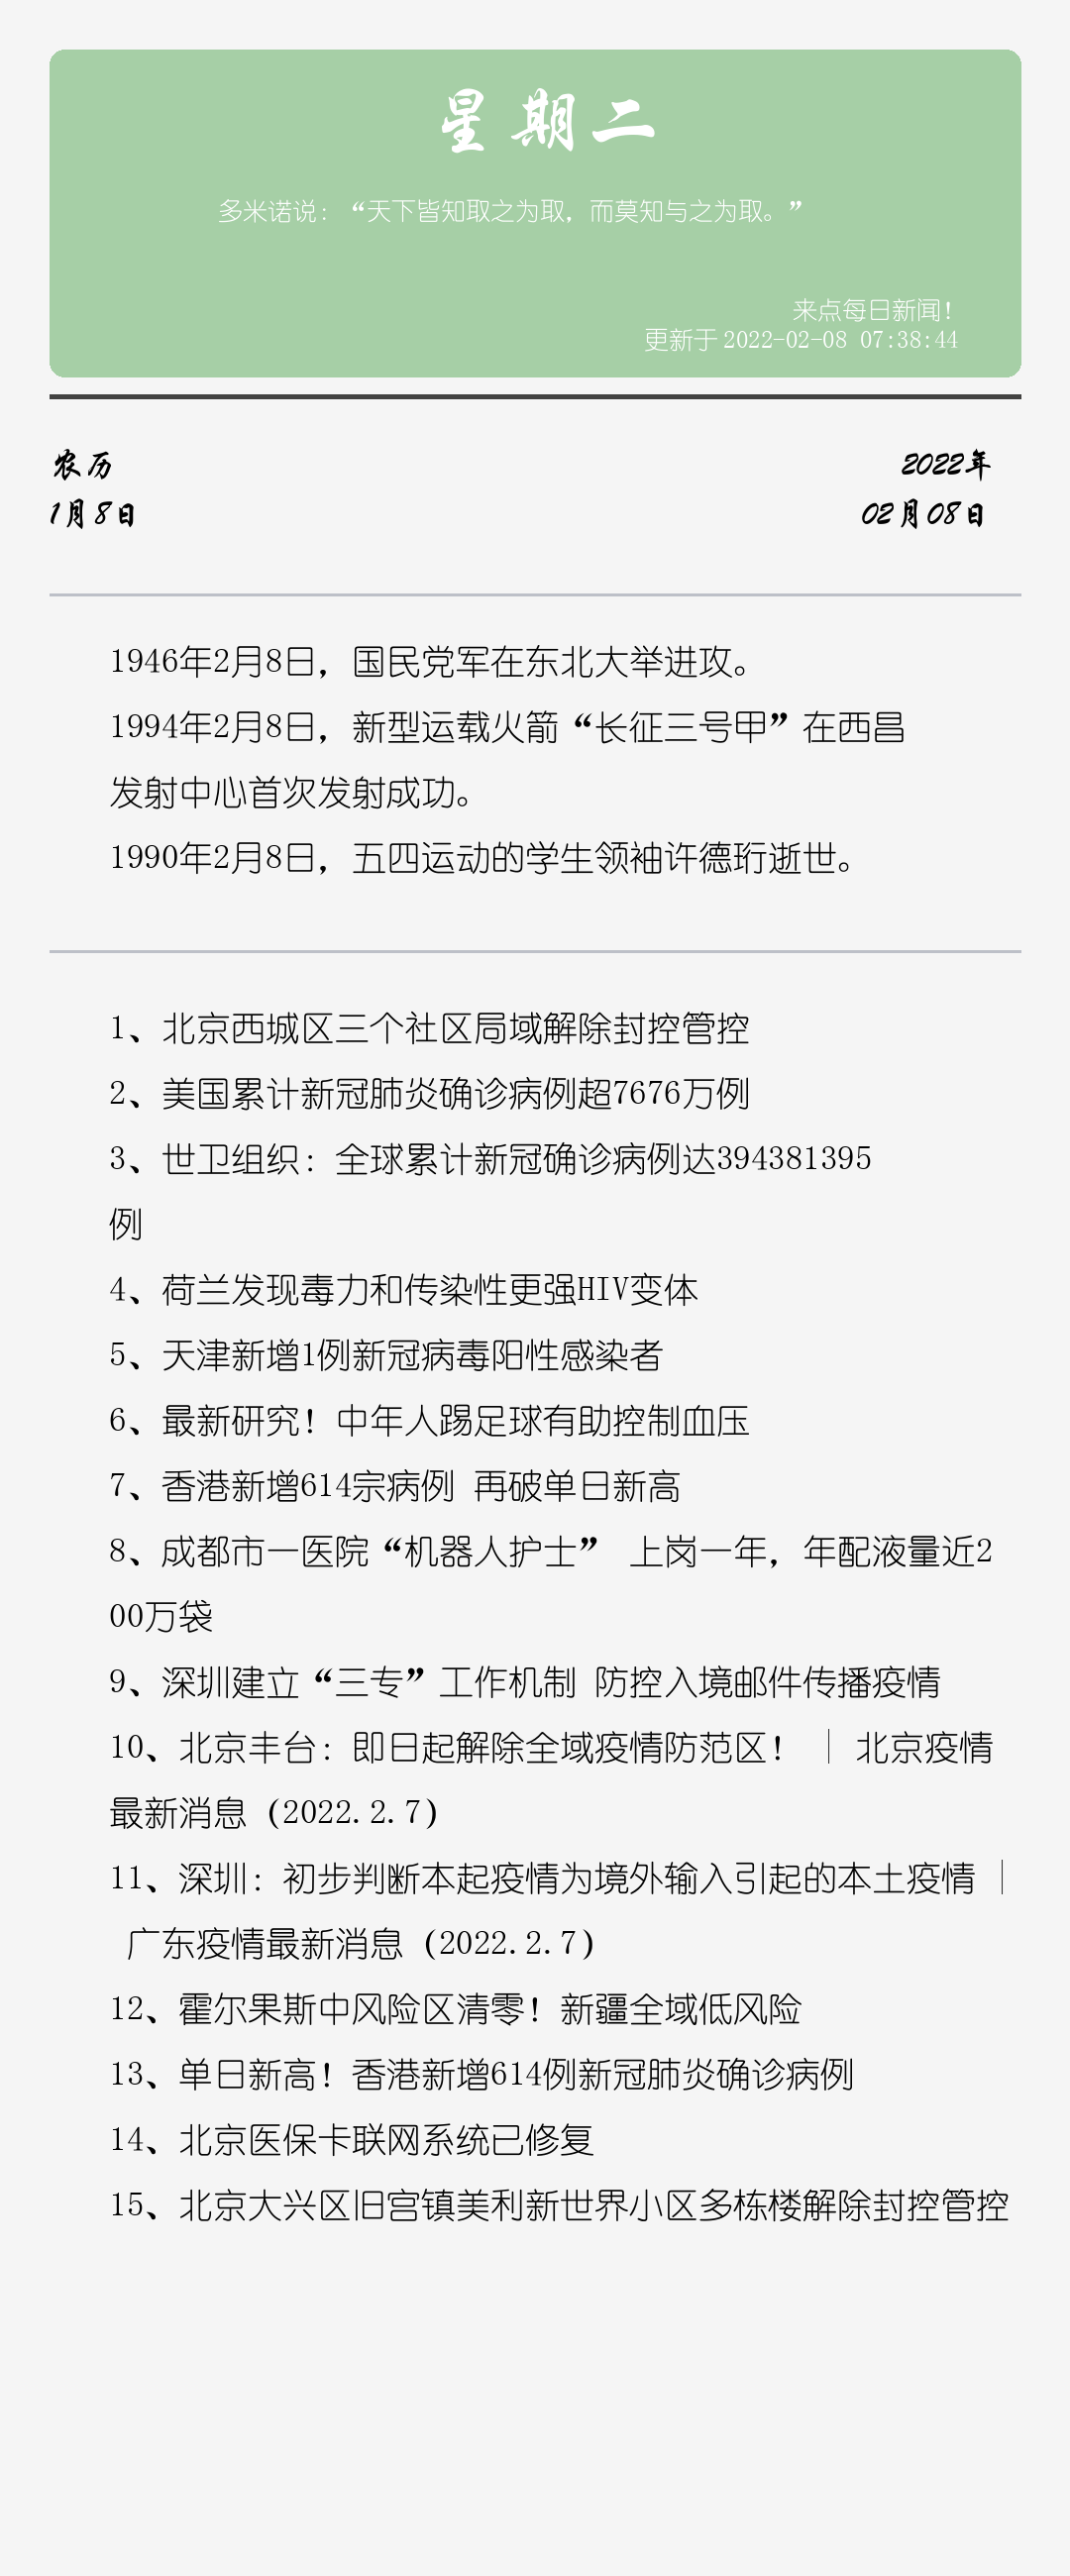 星期二
多米诺说：“天下皆知取之为取，而莫知与之为取。”
来点每日新闻！
更新于 2022-02-08 07:38:44
农历
2022年
1月8日
02月08日
1946年2月8日，国民党军在东北大举进攻。
1994年2月8日，新型运载火箭“长征三号甲”在西昌
发射中心首次发射成功。
1990年2月8日，五四运动的学生领袖许德珩逝世。
1、北京西城区三个社区局域解除封控管控
2、美国累计新冠肺炎确诊病例超7676万例
3、世卫组织：全球累计新冠确诊病例达394381395
例
4、荷兰发现毒力和传染性更强HIV变体
5、天津新增1例新冠病毒阳性感染者
6、最新研究！中年人踢足球有助控制血压
7、香港新增614宗病例 再破单日新高
8、成都市一医院“机器人护士” 上岗一年，年配液量近2
00万袋
9、深圳建立“三专”工作机制 防控入境邮件传播疫情
10、北京丰台：即日起解除全域疫情防范区！ | 北京疫情
最新消息（2022.2.7）
11、深圳：初步判断本起疫情为境外输入引起的本土疫情 |
广东疫情最新消息（2022.2.7）
12、霍尔果斯中风险区清零！新疆全域低风险
13、单日新高！香港新增614例新冠肺炎确诊病例
14、北京医保卡联网系统已修复
15、北京大兴区旧宫镇美利新世界小区多栋楼解除封控管控